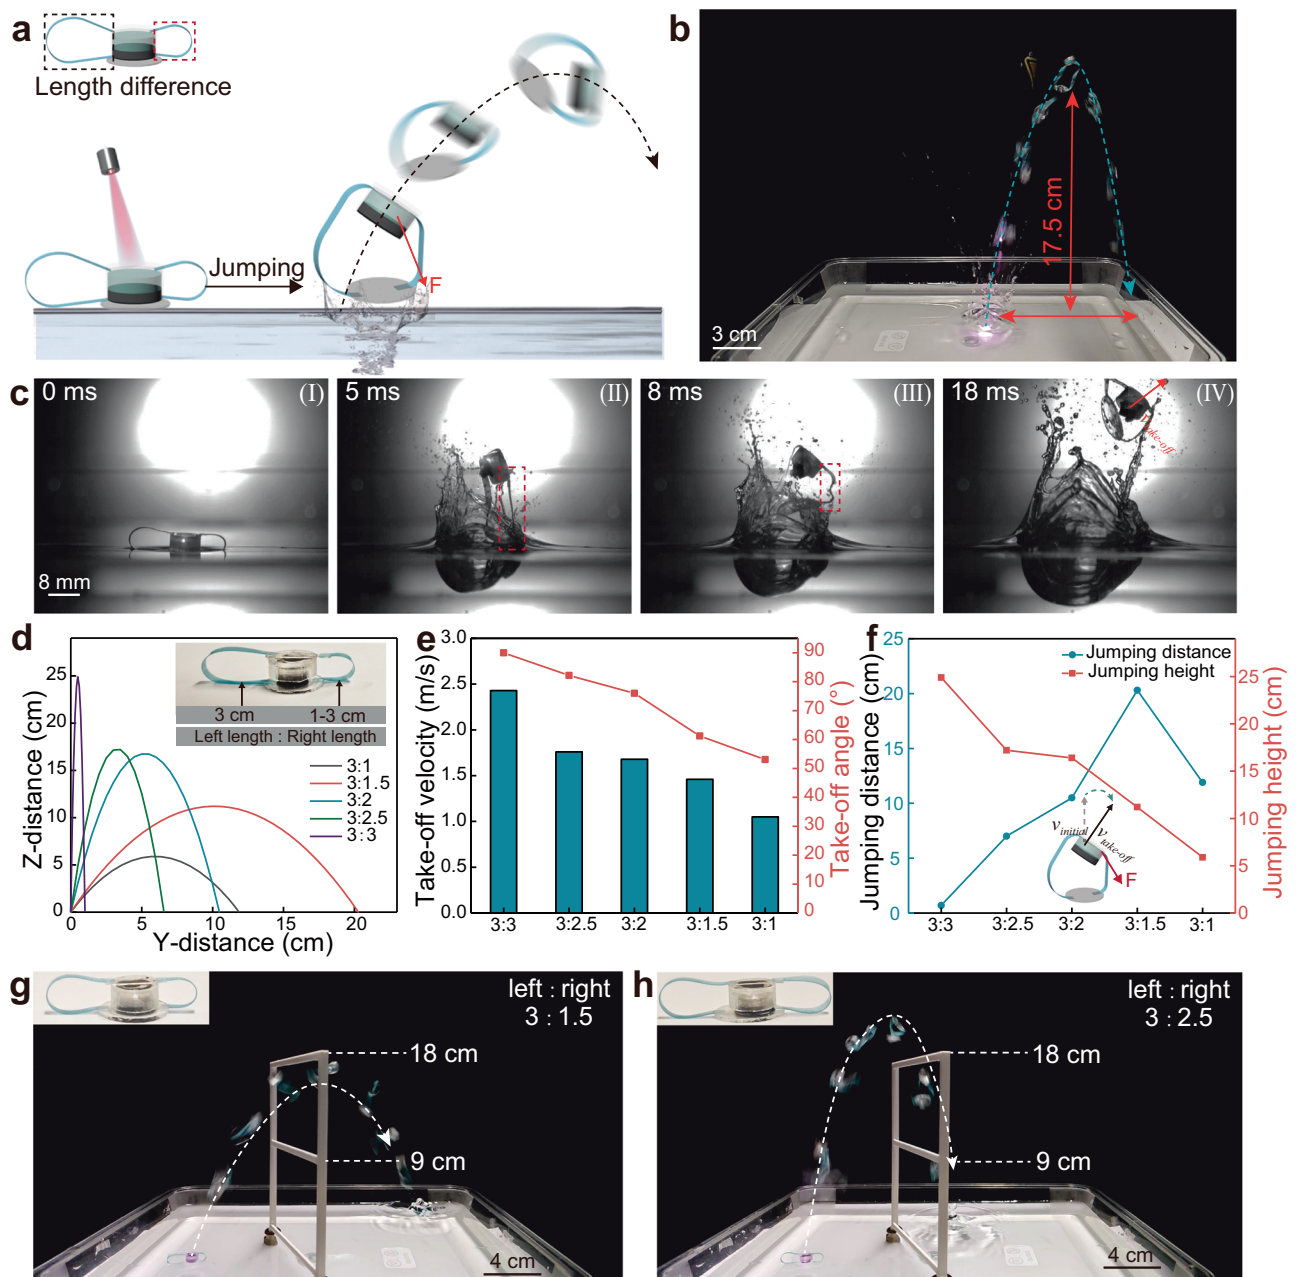 a
Length difference
Jumping
F
b
17.5 cm
3 cm
c
0 ms
(I)
8 mm
5 ms
(II)
8 ms
(III)
18 ms
(IV)
v take-off
d
Z-distance (cm)
25
20
15
10
5
0
0 5 10 15 20
Y-distance (cm)
3 cm
1-3 cm
Left length : Right length
3:1
3:1.5
3:2
3:2.5
3:3
e
Take-off velocity (m/s)
3.0
2.5
2.0
1.5
1.0
0.5
0.0
3:3 3:2.5 3:2 3:1.5 3:1
90
80
70
60
50
40
30
20
10
0
Take-off angle (°)
f
Jumping distance (cm)
25
20
15
10
5
0
Jumping distance
Jumping height
v initial
v take-off
F
3:3 3:2.5 3:2 3:1.5 3:1
25
20
15
10
5
0
Jumping height (cm)
g
left : right
3 : 1.5
18 cm
9 cm
4 cm
h
left : right
3 : 2.5
18 cm
9 cm
4 cm